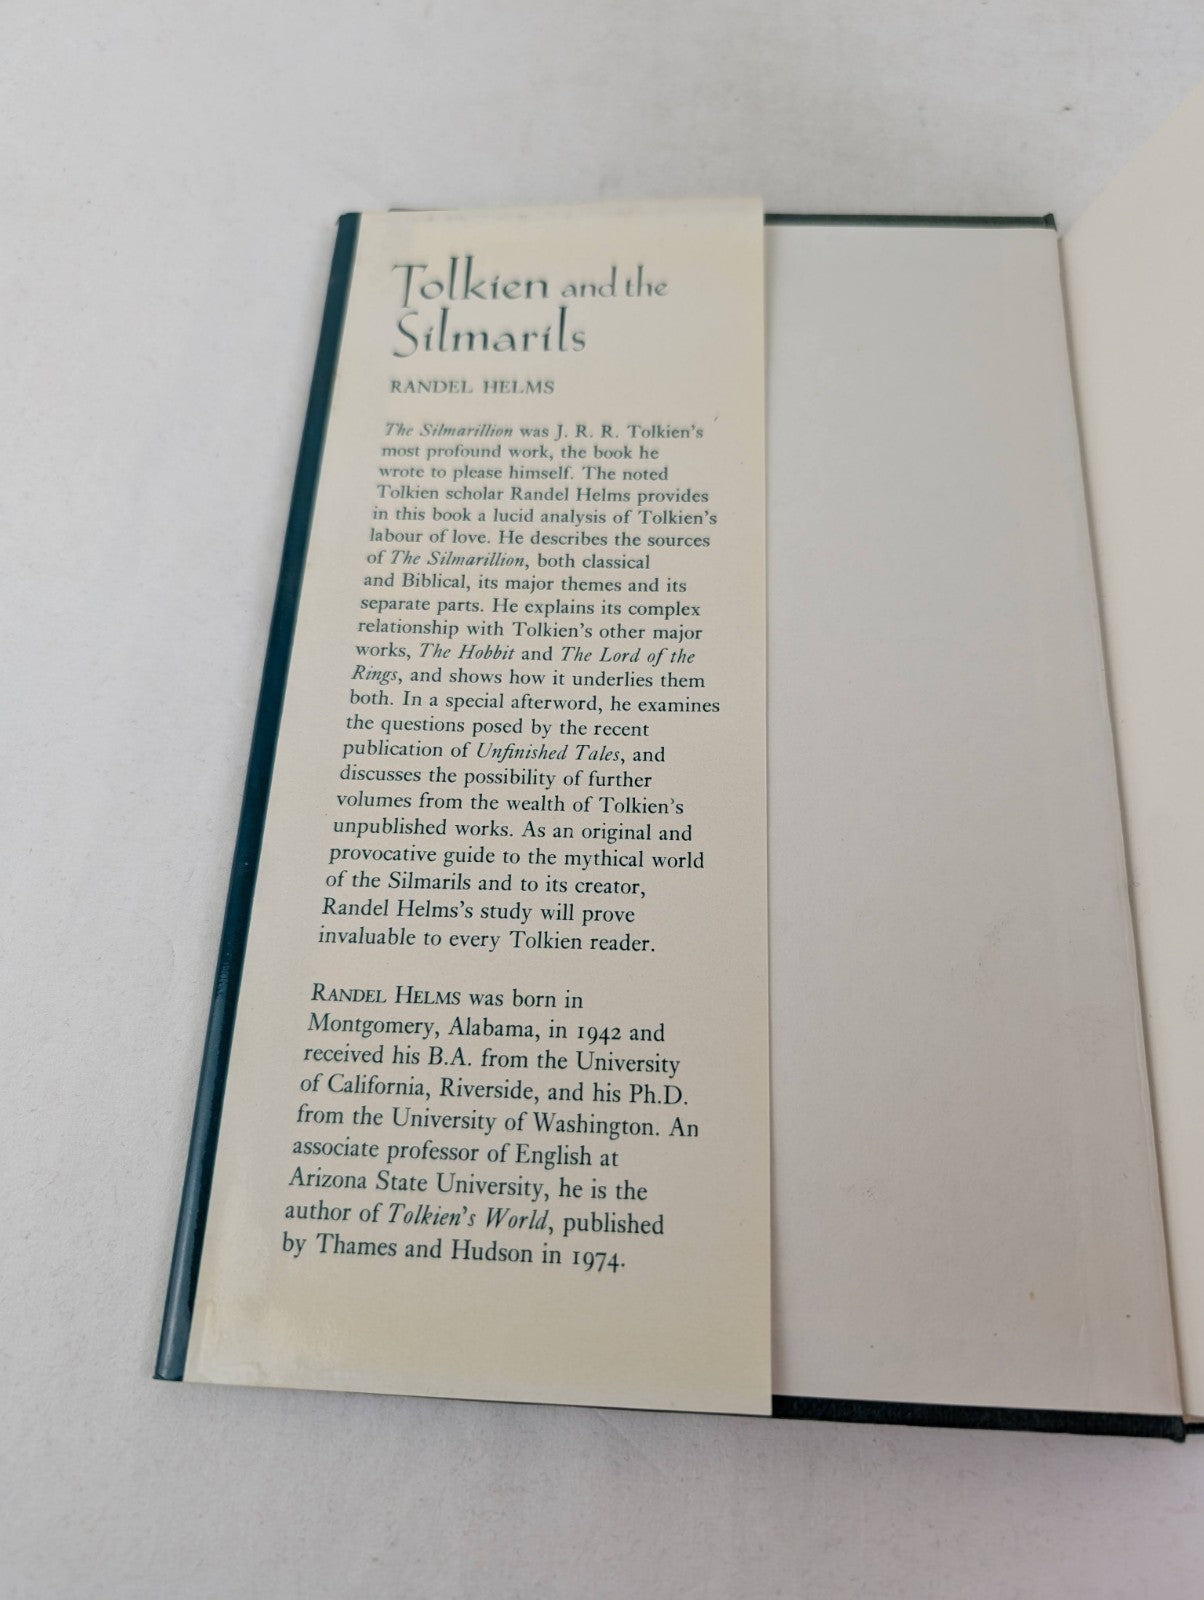 Tolkien and the
Silmarils
RANDEL HELMS
The Silmarillion was J. R. R. Tolkien's
most profound work, the book he
wrote to please himself. The noted
Tolkien scholar Randel Helms provides
in this book a lucid analysis of Tolkien's
labour of love. He describes the sources
of The Silmarillion, both classical
and Biblical, its major themes and its
separate parts. He explains its complex
relationship with Tolkien's other major
works, The Hobbit and The Lord of the
Rings, and shows how it underlies them
both. In a special afterword, he examines
the questions posed by the recent
publication of Unfinished Tales, and
discusses the possibility of further
volumes from the wealth of Tolkien's
unpublished works. As an original and
provocative guide to the mythical world
of the Silmarils and to its creator,
Randel Helms's study will prove
invaluable to every Tolkien reader.
RANDEL HELMS was born in
Montgomery, Alabama, in 1942 and
received his B.A. from the University
of California, Riverside, and his Ph.D.
from the University of Washington. An
associate professor of English at
Arizona State University, he is the
author of Tolkien's World, published
by Thames and Hudson in 1974.